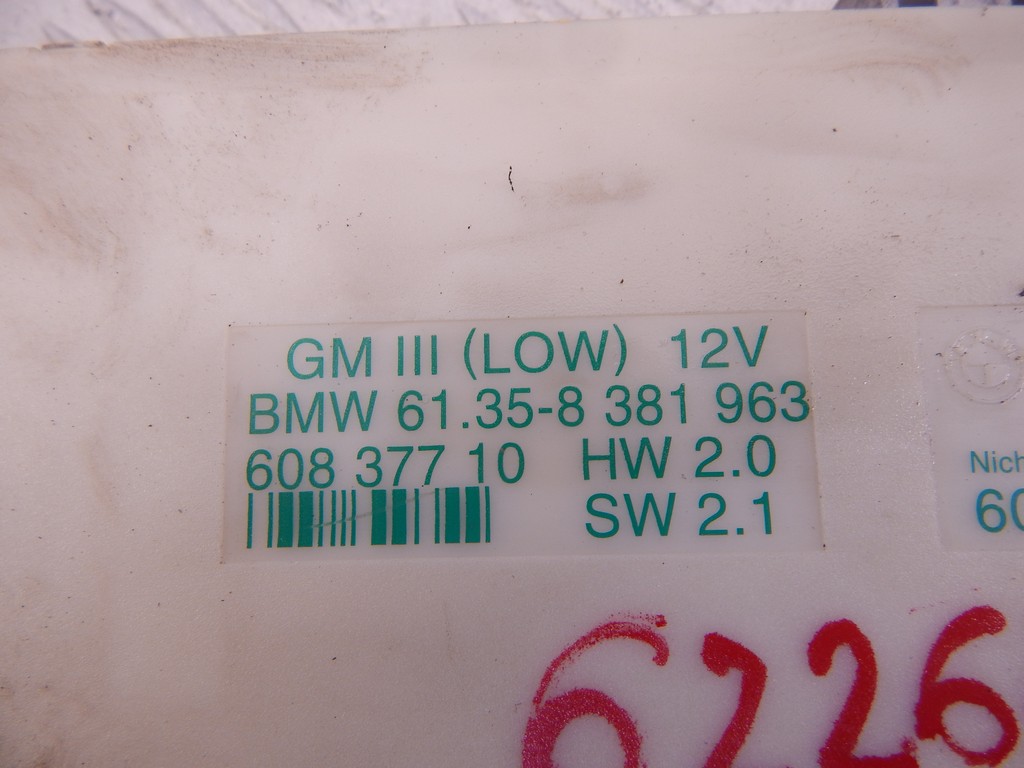 GM III (LOW) 12V
BMW 61.35-8 381 963
608 377 10 HW 2.0
SW 2.1
Nich
60
6226